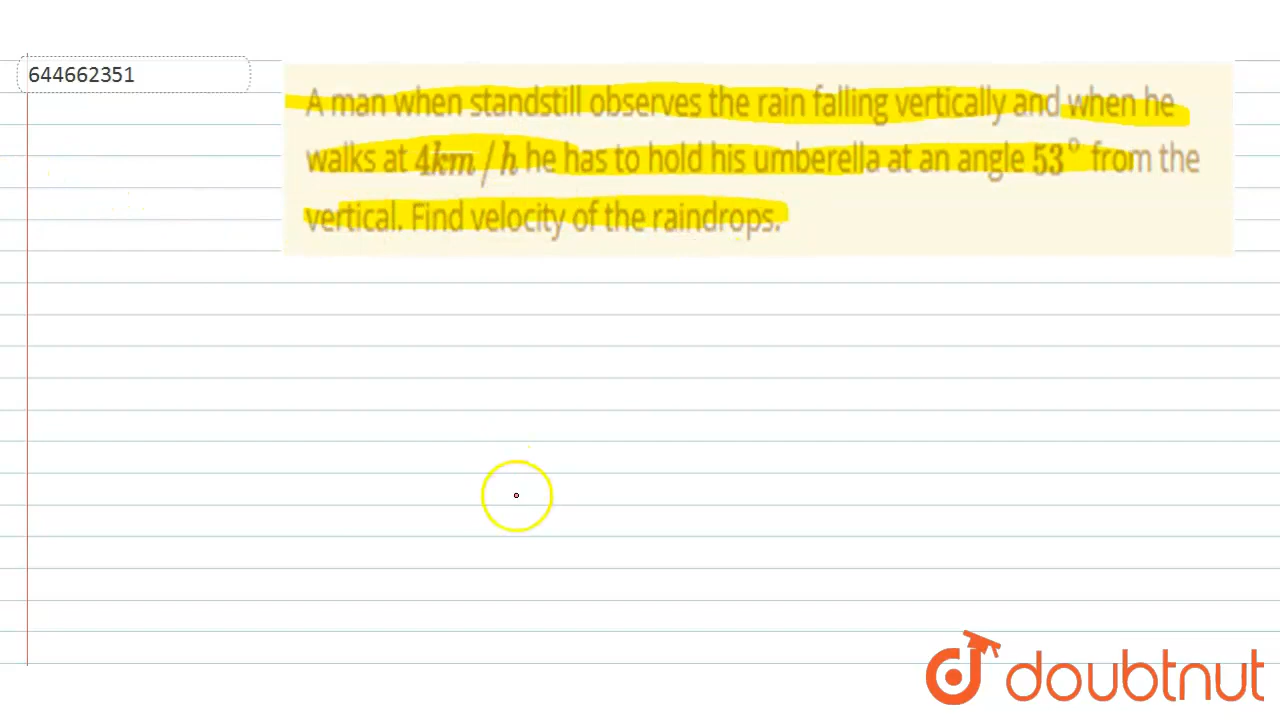 644662351
A man when standstill observes the rain falling vertically and when he
walks at 4km/h he has to hold his umberella at an angle 53° from the
vertical. Find velocity of the raindrops.
doubtnut